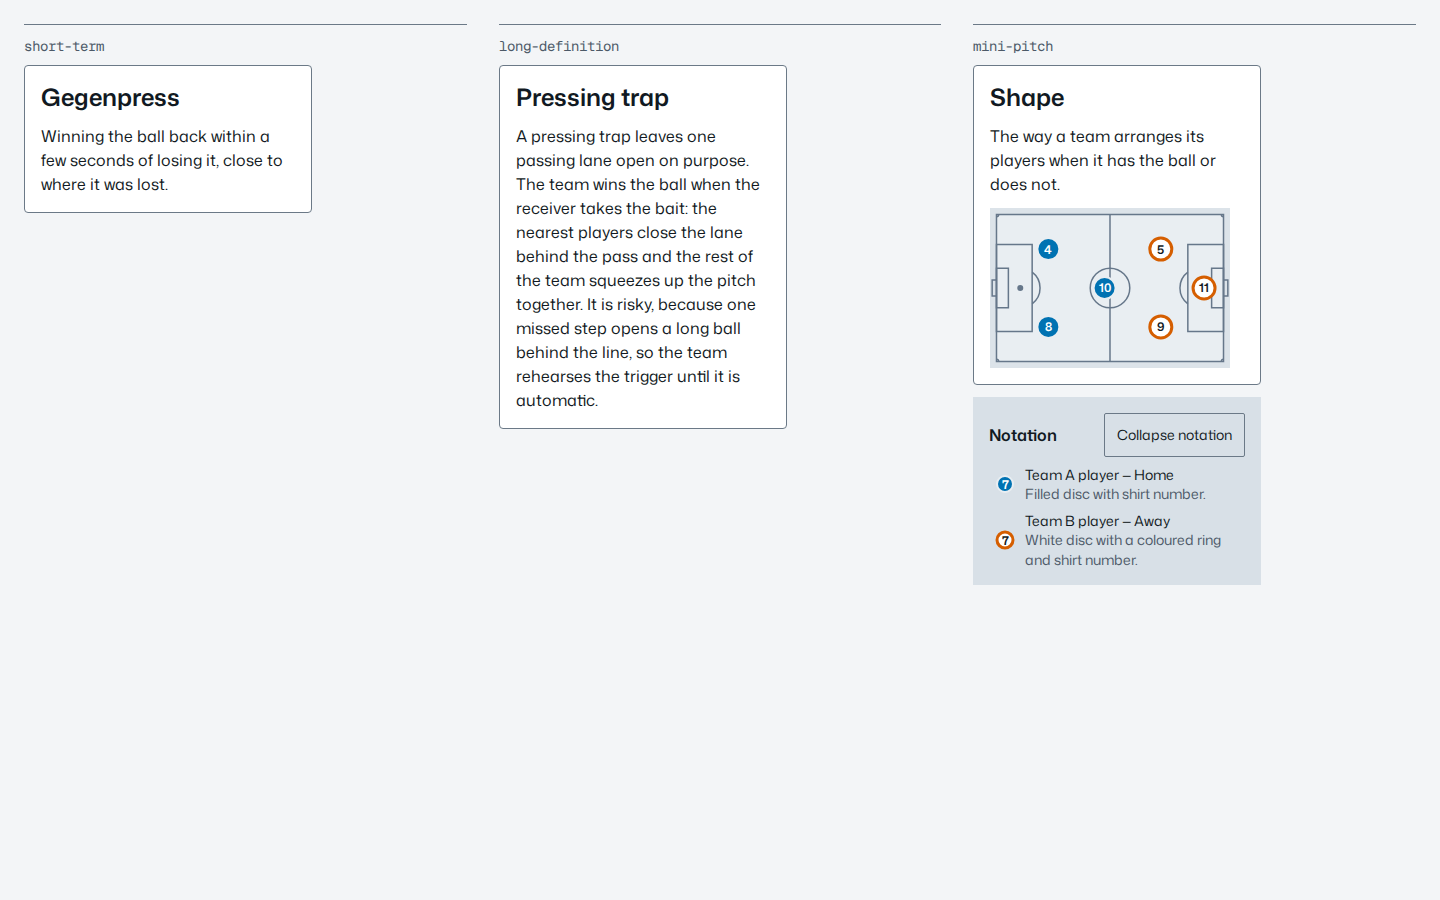 short-term
Gegenpress
Winning the ball back within a
few seconds of losing it, close to
where it was lost.
long-definition
Pressing trap
A pressing trap leaves one
passing lane open on purpose.
The team wins the ball when the
receiver takes the bait: the
nearest players close the lane
behind the pass and the rest of
the team squeezes up the pitch
together. It is risky, because one
missed step opens a long ball
behind the line, so the team
rehearses the trigger until it is
automatic.
mini-pitch
Shape
The way a team arranges its
players when it has the ball or
does not.
4
5
10
11
8
9
Notation
Collapse notation
7
Team A player – Home
Filled disc with shirt number.
7
Team B player – Away
White disc with a coloured ring
and shirt number.